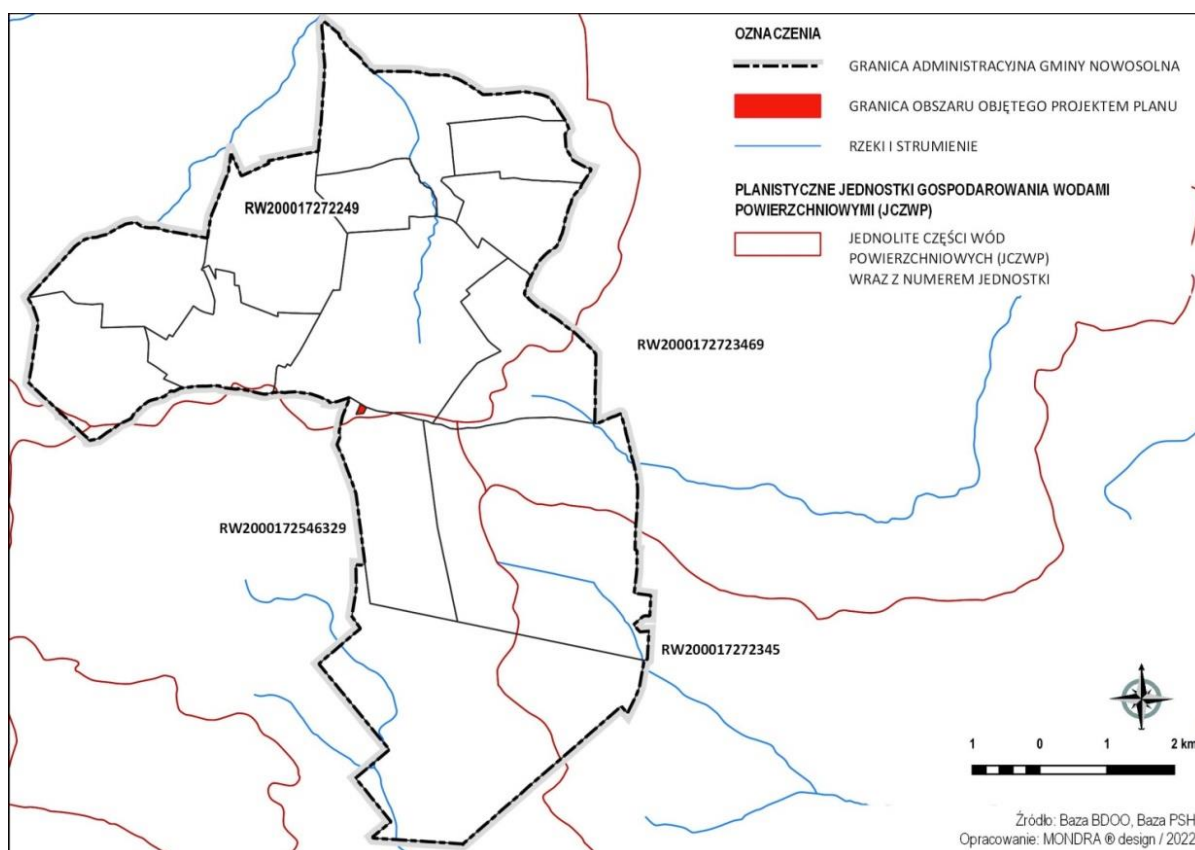 OZNACZENIA
GRANICA ADMINISTRACYJNA GMINY NOWOSOLNA
GRANICA OBSZARU OBJĘTEGO PROJEKTEM PLANU
RZEKI I STRUMIENIE
PLANISTYCZNE JEDNOSTKI GOSPODAROWANIA WODAMI
POWIERZCHNIOWYMI (JCZWP)
JEDNOLITE CZĘŚCI WÓD
POWIERZCHNIOWYCH (JCZWP)
WRAZ Z NUMEREM JEDNOSTKI
RW200017272249
RW2000172723469
RW2000172546329
RW200017272345
1 0 1 2 km
Źródło: Baza BDOO, Baza PSH
Opracowanie: MONDRA ® design / 2022